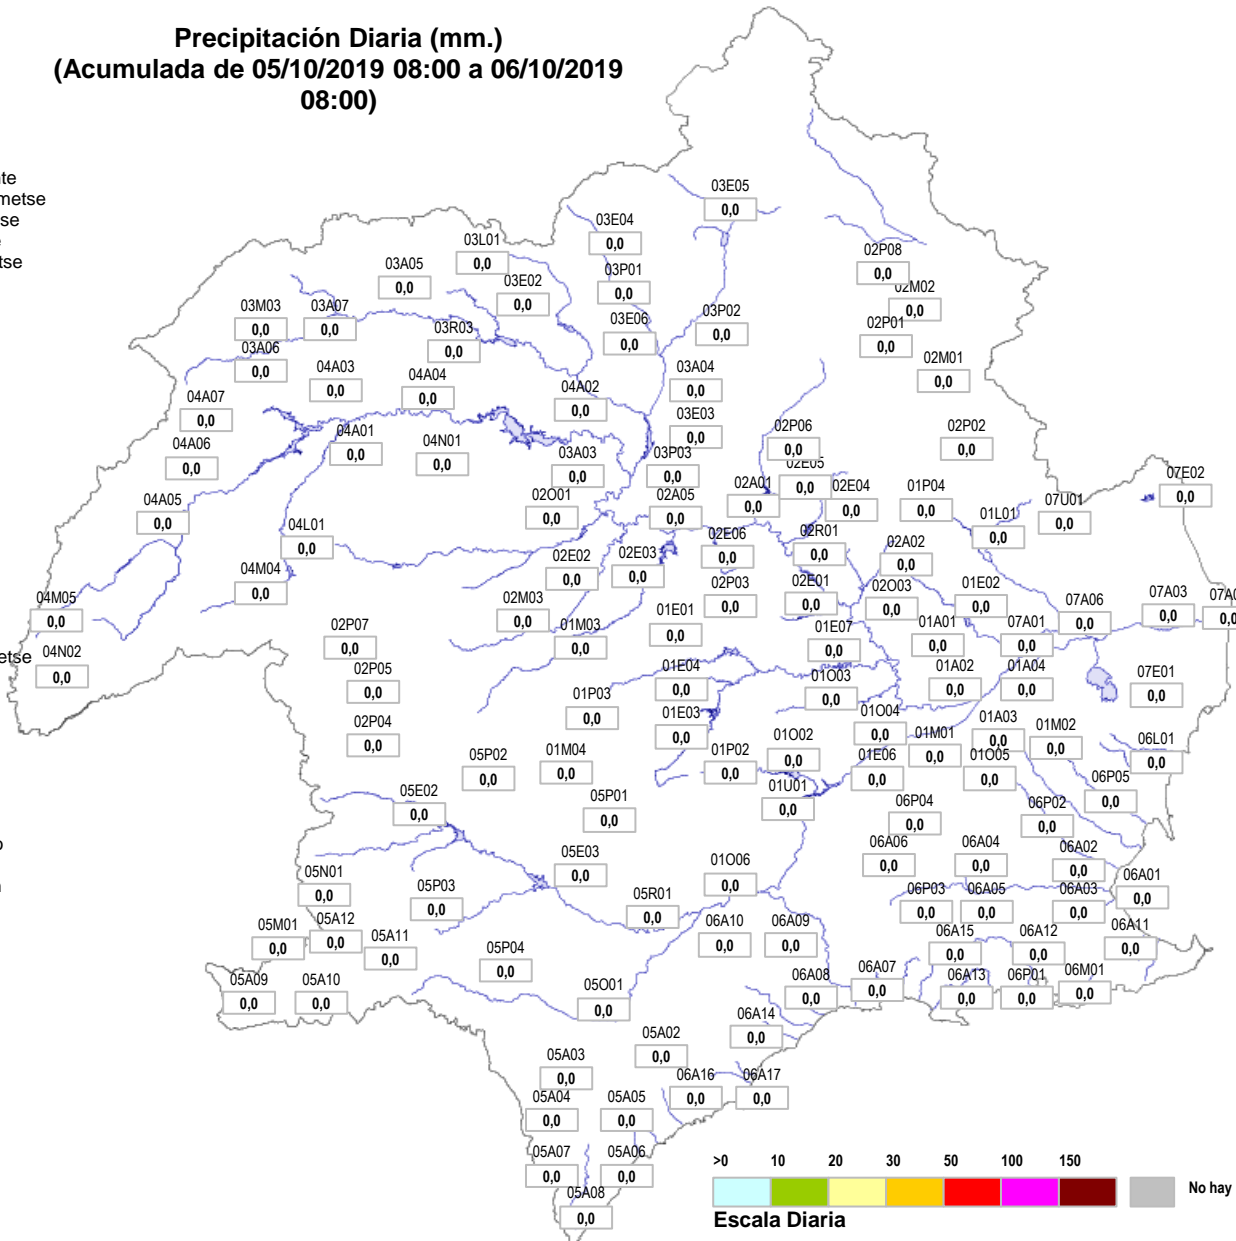 Precipitación Diaria (mm.)
(Acumulada de 05/10/2019 08:00 a 06/10/2019
08:00)
03E05
0,0
03E04
0,0
03L01
0,0
02P08
0,0
03A05
0,0
03P01
0,0
03E02
0,0
02M02
0,0
03M03
0,0
03A07
0,0
03R03
0,0
03E06
0,0
03P02
0,0
02P01
0,0
03A06
0,0
04A03
0,0
04A04
0,0
03A04
0,0
02M01
0,0
04A07
0,0
04A02
0,0
03E03
0,0
04A01
0,0
04N01
0,0
02P06
0,0
02P02
0,0
04A06
0,0
03A03
0,0
03P03
0,0
02E05
0,0
07E02
0,0
04A05
0,0
02O01
0,0
02A05
0,0
02A01
0,0
02E04
0,0
01P04
0,0
01L01
0,0
07U01
0,0
04L01
0,0
02E06
0,0
02R01
0,0
02A02
0,0
04M04
0,0
02E02
0,0
02E03
0,0
02P03
0,0
02E01
0,0
02O03
0,0
01E02
0,0
04M05
0,0
02M03
0,0
01E01
0,0
07A06
0,0
07A03
0,0
02P07
0,0
01M03
0,0
01E07
0,0
01A01
0,0
07A01
0,0
etse
04N02
0,0
02P05
0,0
01E04
0,0
01O03
0,0
01A02
0,0
01A04
0,0
07E01
0,0
01P03
0,0
02P04
0,0
01E03
0,0
01O04
0,0
01M01
0,0
01A03
0,0
01M02
0,0
06L01
0,0
05P02
0,0
01M04
0,0
01P02
0,0
01O02
0,0
01E06
0,0
01O05
0,0
06P05
0,0
05E02
0,0
05P01
0,0
01U01
0,0
06P04
0,0
06P02
0,0
05E03
0,0
01O06
0,0
06A06
0,0
06A04
0,0
06A02
0,0
05N01
0,0
05P03
0,0
05R01
0,0
06P03
0,0
06A05
0,0
06A03
0,0
06A01
0,0
05M01
0,0
05A12
0,0
05A11
0,0
06A10
0,0
06A09
0,0
06A15
0,0
06A12
0,0
06A11
0,0
05P04
0,0
05A09
0,0
05A10
0,0
05O01
0,0
06A08
0,0
06A07
0,0
06A13
0,0
06P01
0,0
06M01
0,0
06A14
0,0
05A02
0,0
05A03
0,0
06A16
0,0
06A17
0,0
05A04
0,0
05A05
0,0
05A07
0,0
05A06
0,0
05A08
0,0
>0 10 20 30 50 100 150
No hay
Escala Diaria